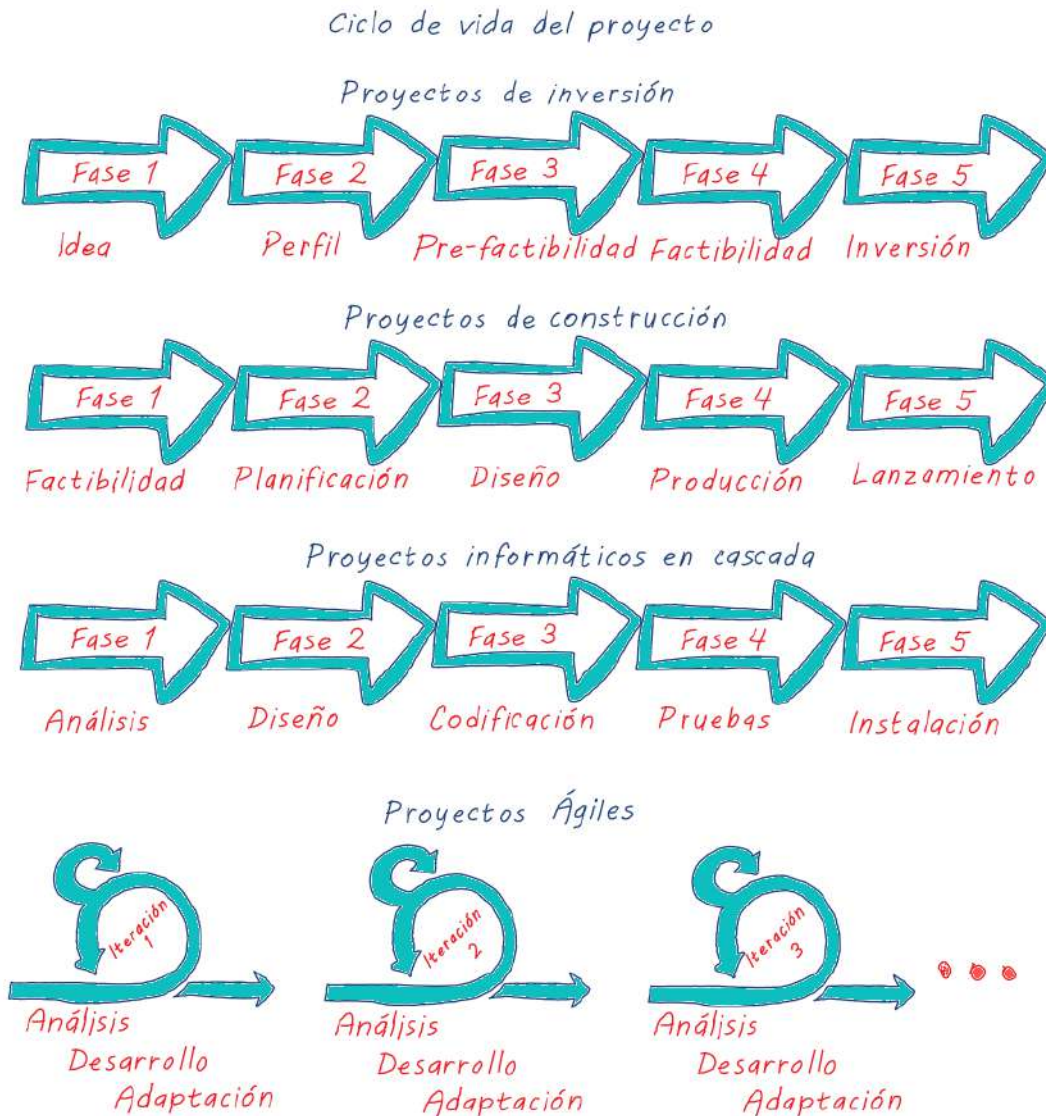 Ciclo de vida del proyecto
Proyectos de inversión
Fase 1 Fase 2 Fase 3 Fase 4 Fase 5
Idea Perfil Pre-factibilidad Factibilidad Inversión
Proyectos de construcción
Fase 1 Fase 2 Fase 3 Fase 4 Fase 5
Factibilidad Planificación Diseño Producción Lanzamiento
Proyectos informáticos en cascada
Fase 1 Fase 2 Fase 3 Fase 4 Fase 5
Análisis Diseño Codificación Pruebas Instalación
Proyectos Ágiles
Iteración 1 Iteración 2 Iteración 3
Análisis Análisis Análisis
Desarrollo Desarrollo Desarrollo
Adaptación Adaptación Adaptación